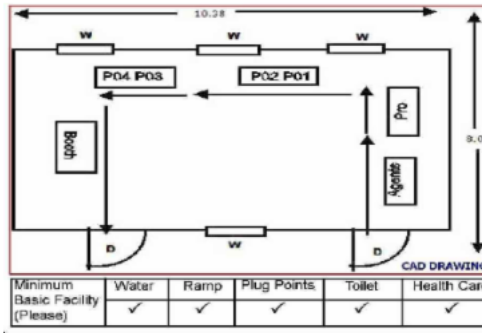 10.38
W W W
P04 P03 P02 P01
Pro
Booth
8.0
Agents
D W D
CAD DRAWING
Minimum Basic Facility (Please) Water Ramp Plug Points Toilet Health Care
✓ ✓ ✓ ✓ ✓